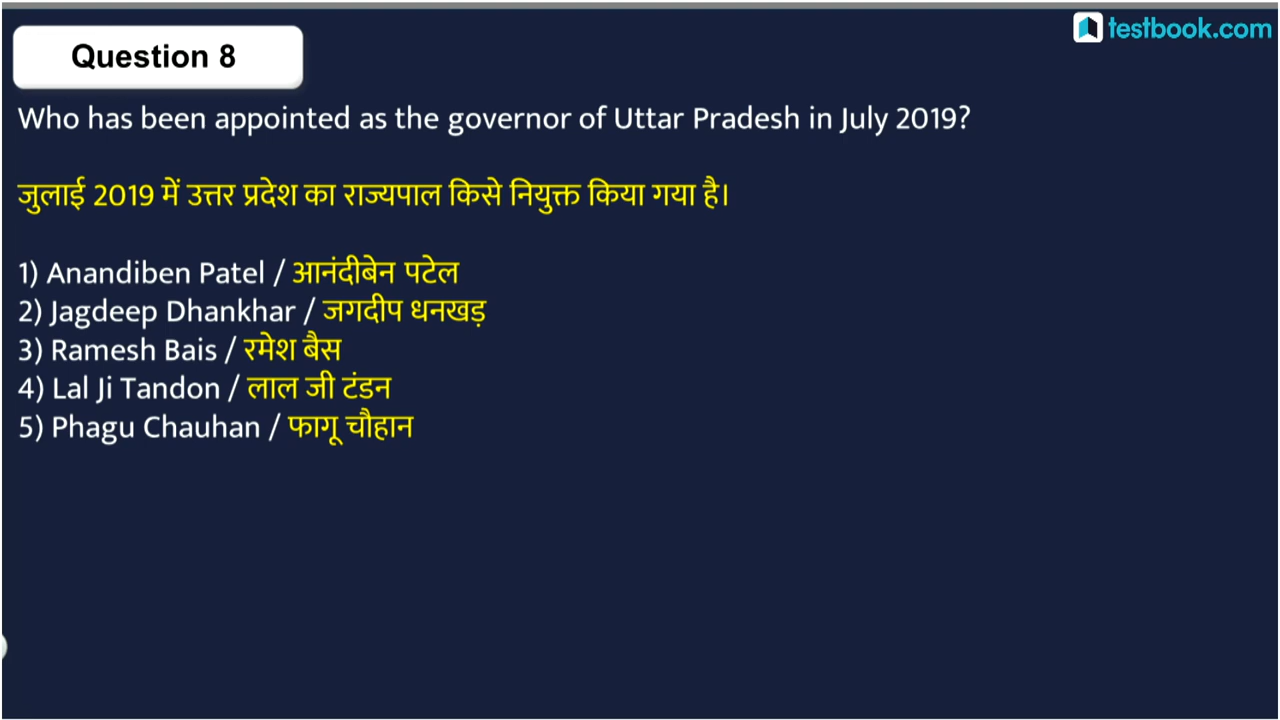 testbook.com
Question 8
Who has been appointed as the governor of Uttar Pradesh in July 2019?
जुलाई 2019 में उत्तर प्रदेश का राज्यपाल किसे नियुक्त किया गया है।
1) Anandiben Patel / आनंदीबेन पटेल
2) Jagdeep Dhankhar / जगदीप धनखड़
3) Ramesh Bais / रमेश बैस
4) Lal Ji Tandon / लाल जी टंडन
5) Phagu Chauhan / फागू चौहान